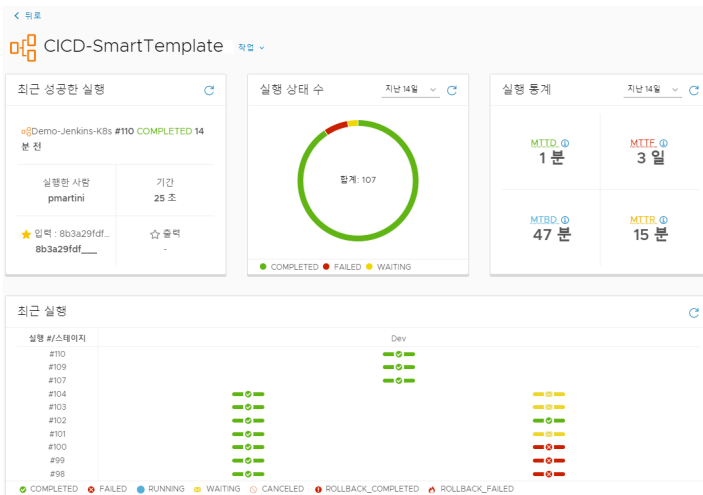 뒤로
CICD-SmartTemplate 작업
최근 성공한 실행
Demo-Jenkins-K8s #110 COMPLETED 14
분 전
실행한 사람 기간
pmartini 25 초
입력 : 8b3a29fdf... 출력
8b3a29fdf___ -
실행 상태 수 지난 14일
합계: 107
COMPLETED FAILED WAITING
실행 통계 지난 14일
MTTD MTTF
1 분 3 일
MTBD MTTR
47 분 15 분
최근 실행
실행 #/스테이지 Dev
#110
#109
#107
#104
#103
#102
#101
#100
#99
#98
COMPLETED FAILED RUNNING WAITING CANCELED ROLLBACK_COMPLETED ROLLBACK_FAILED